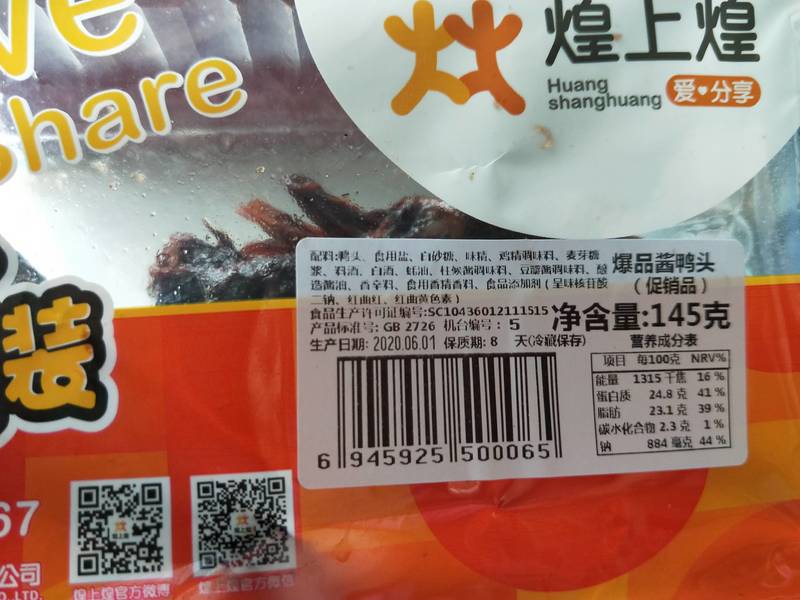 ve
share
煌上煌
Huang
shanghuang
爱 分享
配料:鸭头、食用盐、白砂糖、味精、鸡精调味料、麦芽糖
浆、料酒、白酒、蚝油、柱候酱调味料、豆瓣酱调味料、酿
造酱油、香辛料、食用香精香料、食品添加剂(呈味核苷酸
二钠、红曲红、红曲黄色素)
爆品酱鸭头
(促销品)
食品生产许可证编号:SC10436012111515
产品标准号: GB 2726 机台编号: 5
净含量:145克
生产日期: 2020.06.01 保质期: 8 天(冷藏保存)
营养成分表
项目 每100克 NRV%
能量 1315 千焦 16 %
蛋白质 24.8 克 41 %
脂肪 23.1 克 39 %
碳水化合物 2.3 克 1 %
钠 884 毫克 44 %
6 945925 500065
装
67
公司
O.,LTD.
煌上煌官方微博
煌上煌官方微信